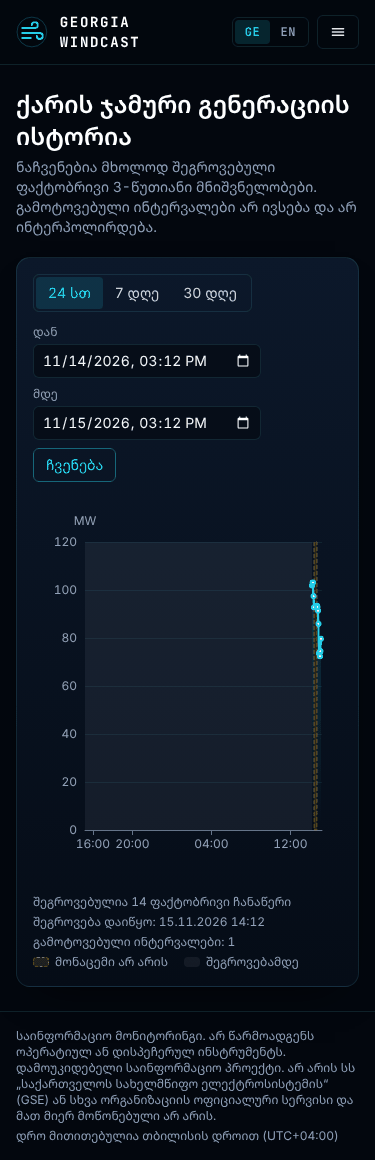 GEORGIA
WINDCAST
GE EN
ქარის ჯამური გენერაციის
ისტორია
ნაჩვენებია მხოლოდ შეგროვებული
ფაქტობრივი 3-წუთიანი მნიშვნელობები.
გამოტოვებული ინტერვალები არ ივსება და არ
ინტერპოლირდება.
24 სთ 7 დღე 30 დღე
დან
11/14/2026, 03:12 PM
მდე
11/15/2026, 03:12 PM
ჩვენება
MW
120
100
80
60
40
20
0
16:00 20:00 04:00 12:00
შეგროვებულია 14 ფაქტობრივი ჩანაწერი
შეგროვება დაიწყო: 15.11.2026 14:12
გამოტოვებული ინტერვალები: 1
მონაცემი არ არის შეგროვებამდე
საინფორმაციო მონიტორინგი. არ წარმოადგენს
ოპერატიულ ან დისპეჩერულ ინსტრუმენტს.
დამოუკიდებელი საინფორმაციო პროექტი. არ არის სს
„საქართველოს სახელმწიფო ელექტროსისტემის“
(GSE) ან სხვა ორგანიზაციის ოფიციალური სერვისი და
მათ მიერ მოწონებული არ არის.
დრო მითითებულია თბილისის დროით (UTC+04:00)